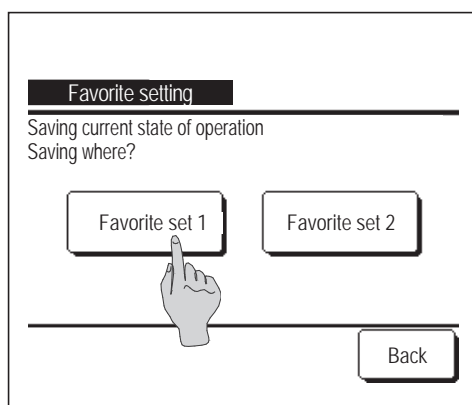 Favorite setting
Saving current state of operation
Saving where?
Favorite set 1
Favorite set 2
Back